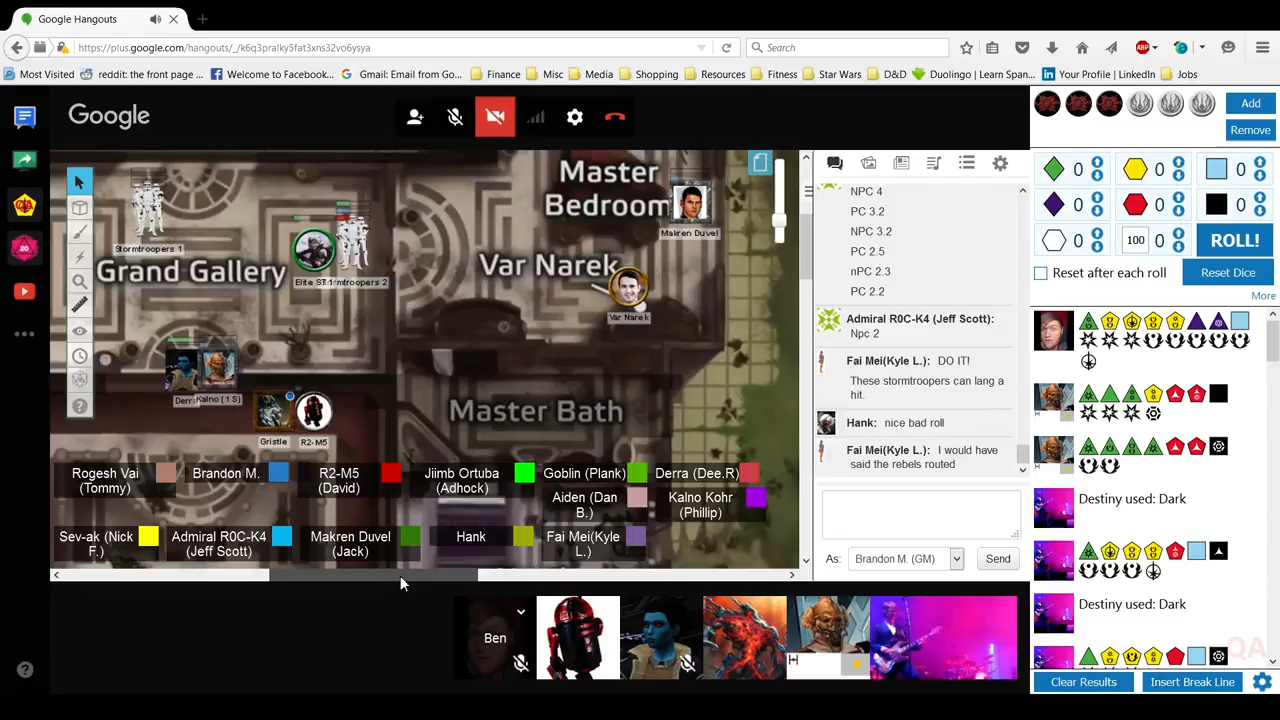 Google Hangouts
https://plus.google.com/hangouts/_/k6q3pralky5fat3xns32vo6ysya
Search
Most Visited
reddit: the front page ...
Welcome to Facebook...
Gmail: Email from Go...
Finance
Misc
Media
Shopping
Resources
Fitness
Star Wars
D&D
Duolingo | Learn Span...
Your Profile | LinkedIn
Jobs
ABP
Google
Add
Remove
0
0
0
0
0
0
0
100
0
ROLL!
Reset after each roll
Reset Dice
More
20
Master
Bedroom
Makren Duvel
Stormtroopers 1
Grand Gallery
Stormtroopers 2
Var Narek
Var Narek
Kalno (1 S)
Gristle
R2-M5
Master Bath
NPC 4
PC 3.2
NPC 3.2
PC 2.5
nPC 2.3
PC 2.2
Admiral R0C-K4 (Jeff Scott):
Npc 2
Fai Mei(Kyle L.): DO IT!
These stormtroopers can lang a
hit.
Hank: nice bad roll
Fai Mei(Kyle L.): I would have
said the rebels routed
As:
Brandon M. (GM)
Send
Rogesh Vai
(Tommy)
Brandon M.
R2-M5
(David)
Jiimb Ortuba
(Adhock)
Goblin (Plank)
Derra (Dee.R)
Aiden (Dan
B.)
Kalno Kohr
(Phillip)
Sev-ak (Nick
F.)
Admiral R0C-K4
(Jeff Scott)
Makren Duvel
(Jack)
Hank
Fai Mei(Kyle
L.)
Ben
Destiny used: Dark
Destiny used: Dark
QA
Clear Results
Insert Break Line